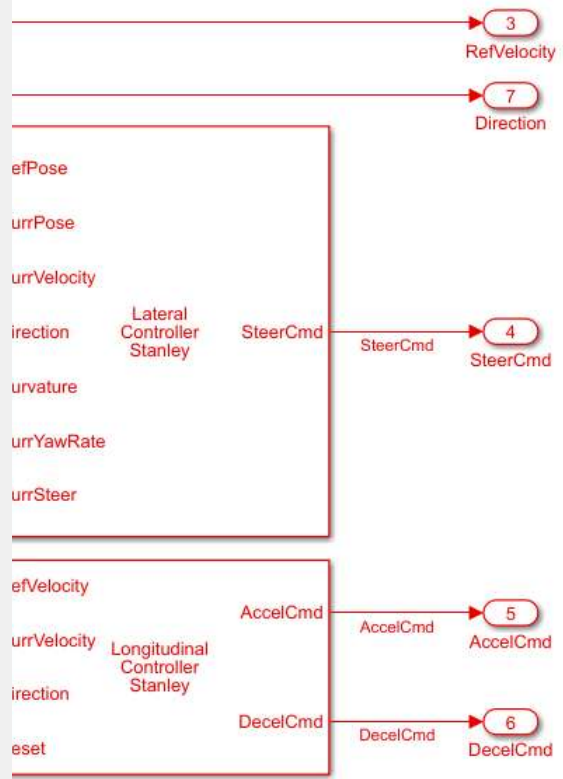 3
RefVelocity
7
Direction
efPose
urrPose
urrVelocity
irection
urvature
urrYawRate
urrSteer
Lateral
Controller
Stanley
SteerCmd
SteerCmd
4
SteerCmd
efVelocity
urrVelocity
irection
eset
Longitudinal
Controller
Stanley
AccelCmd
AccelCmd
5
AccelCmd
DecelCmd
DecelCmd
6
DecelCmd